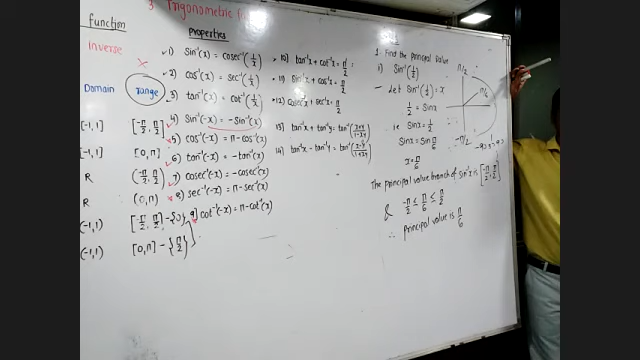 3 Trigonometric
function
Inverse
Domain range
[-1,1] [-π/2, π/2]
[-1,1] [0,π]
R (-π/2, π/2)
R (0,π)
(-1,1) [-π/2, π/2]-{0}
(-1,1) [0,π] - {π/2}
Properties
1) Sin⁻¹(x) = cosec⁻¹(1/x)
2) cos⁻¹(x) = sec⁻¹(1/x)
3) tan⁻¹(x) = cot⁻¹(1/x)
4) Sin⁻¹(-x) = -Sin⁻¹(x)
5) cos⁻¹(-x) = π-cos⁻¹(x)
6) tan⁻¹(-x) = -tan⁻¹(x)
7) cosec⁻¹(-x) = -cosec⁻¹(x)
8) sec⁻¹(-x) = π-sec⁻¹(x)
9) cot⁻¹(-x) = π-cot⁻¹(x)
10) tan⁻¹x + cot⁻¹x = π/2
11) Sin⁻¹x + cos⁻¹x = π/2
12) Cosec⁻¹x + sec⁻¹x = π/2
13) tan⁻¹x + tan⁻¹y = tan⁻¹(x+y/1-xy)
14) tan⁻¹x - tan⁻¹y = tan⁻¹(x-y/1+xy)
1. Find the Principal value
i) Sin⁻¹(1/2)
- Let Sin⁻¹(1/2) = x
1/2 = Sinx
ie Sinx = 1/2
Sinx = Sin π/6
x = π/6
π/2
π/6
-π/2
The principal value branch of sin⁻¹x is [-π/2, π/2]
& -π/2 ≤ π/6 ≤ π/2
∴ Principal value is π/6